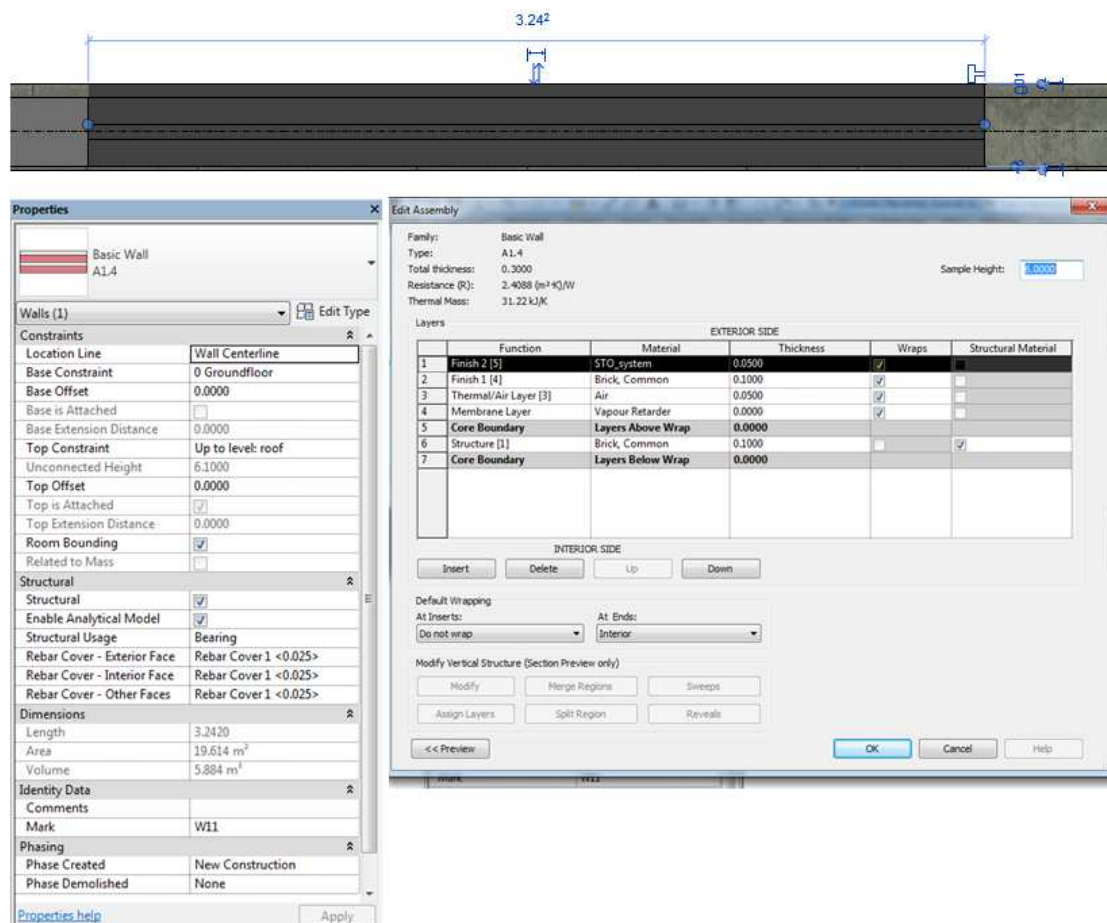 3.24²
Properties
Basic Wall
A1.4
Walls (1) Edit Type
Constraints
Location Line Wall Centerline
Base Constraint 0 Groundfloor
Base Offset 0.0000
Base is Attached
Base Extension Distance 0.0000
Top Constraint Up to level: roof
Unconnected Height 6.1000
Top Offset 0.0000
Top is Attached
Top Extension Distance 0.0000
Room Bounding
Related to Mass
Structural
Structural
Enable Analytical Model
Structural Usage Bearing
Rebar Cover - Exterior Face Rebar Cover 1 <0.025>
Rebar Cover - Interior Face Rebar Cover 1 <0.025>
Rebar Cover - Other Faces Rebar Cover 1 <0.025>
Dimensions
Length 3.2420
Area 19.614 m²
Volume 5.884 m³
Identity Data
Comments
Mark W11
Phasing
Phase Created New Construction
Phase Demolished None
Properties help Apply
Edit Assembly
Family: Basic Wall
Type: A1.4
Total thickness: 0.3000 Sample Height: 6.0000
Resistance (R): 2.4088 (m²·K)/W
Thermal Mass: 31.22 kJ/K
Layers
EXTERIOR SIDE
Function Material Thickness Wraps Structural Material
1 Finish 2 [5] STO_system 0.0500
2 Finish 1 [4] Brick, Common 0.1000
3 Thermal/Air Layer [3] Air 0.0500
4 Membrane Layer Vapour Retarder 0.0000
5 Core Boundary Layers Above Wrap 0.0000
6 Structure [1] Brick, Common 0.1000
7 Core Boundary Layers Below Wrap 0.0000
INTERIOR SIDE
Insert Delete Up Down
Default Wrapping
At Inserts: At Ends:
Do not wrap Interior
Modify Vertical Structure (Section Preview only)
Modify Merge Regions Sweeps
Assign Layers Split Region Reveals
<< Preview OK Cancel Help
Mark W11